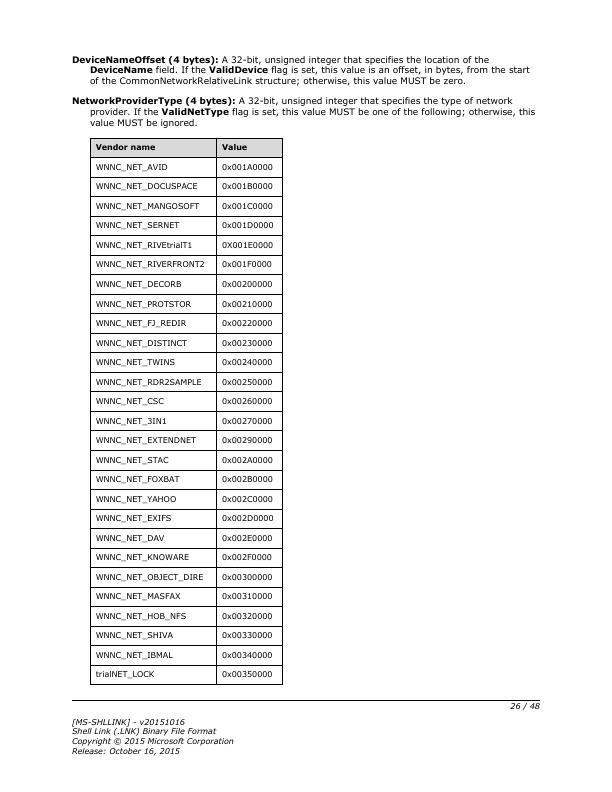 DeviceNameOffset (4 bytes): A 32-bit, unsigned integer that specifies the location of the
DeviceName field. If the ValidDevice flag is set, this value is an offset, in bytes, from the start
of the CommonNetworkRelativeLink structure; otherwise, this value MUST be zero.
NetworkProviderType (4 bytes): A 32-bit, unsigned integer that specifies the type of network
provider. If the ValidNetType flag is set, this value MUST be one of the following; otherwise, this
value MUST be ignored.
Vendor name Value
WNNC_NET_AVID 0x001A0000
WNNC_NET_DOCUSPACE 0x001B0000
WNNC_NET_MANGOSOFT 0x001C0000
WNNC_NET_SERNET 0x001D0000
WNNC_NET_RIVEtrialT1 0X001E0000
WNNC_NET_RIVERFRONT2 0x001F0000
WNNC_NET_DECORB 0x00200000
WNNC_NET_PROTSTOR 0x00210000
WNNC_NET_FJ_REDIR 0x00220000
WNNC_NET_DISTINCT 0x00230000
WNNC_NET_TWINS 0x00240000
WNNC_NET_RDR2SAMPLE 0x00250000
WNNC_NET_CSC 0x00260000
WNNC_NET_3IN1 0x00270000
WNNC_NET_EXTENDNET 0x00290000
WNNC_NET_STAC 0x002A0000
WNNC_NET_FOXBAT 0x002B0000
WNNC_NET_YAHOO 0x002C0000
WNNC_NET_EXIFS 0x002D0000
WNNC_NET_DAV 0x002E0000
WNNC_NET_KNOWARE 0x002F0000
WNNC_NET_OBJECT_DIRE 0x00300000
WNNC_NET_MASFAX 0x00310000
WNNC_NET_HOB_NFS 0x00320000
WNNC_NET_SHIVA 0x00330000
WNNC_NET_IBMAL 0x00340000
trialNET_LOCK 0x00350000
26 / 48
[MS-SHLLINK] - v20151016
Shell Link (.LNK) Binary File Format
Copyright © 2015 Microsoft Corporation
Release: October 16, 2015